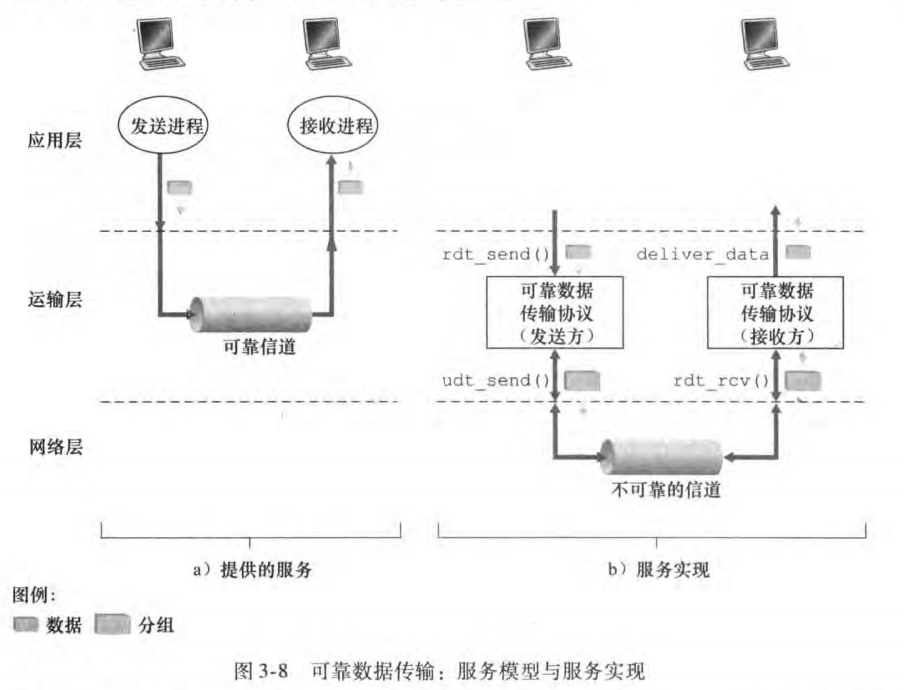 应用层
发送进程
接收进程
rdt_send()
deliver_data
运输层
可靠信道
可靠数据
传输协议
(发送方)
可靠数据
传输协议
(接收方)
udt_send()
rdt_rcv()
网络层
不可靠的信道
a)提供的服务
b)服务实现
图例:
数据
分组
图 3-8 可靠数据传输:服务模型与服务实现